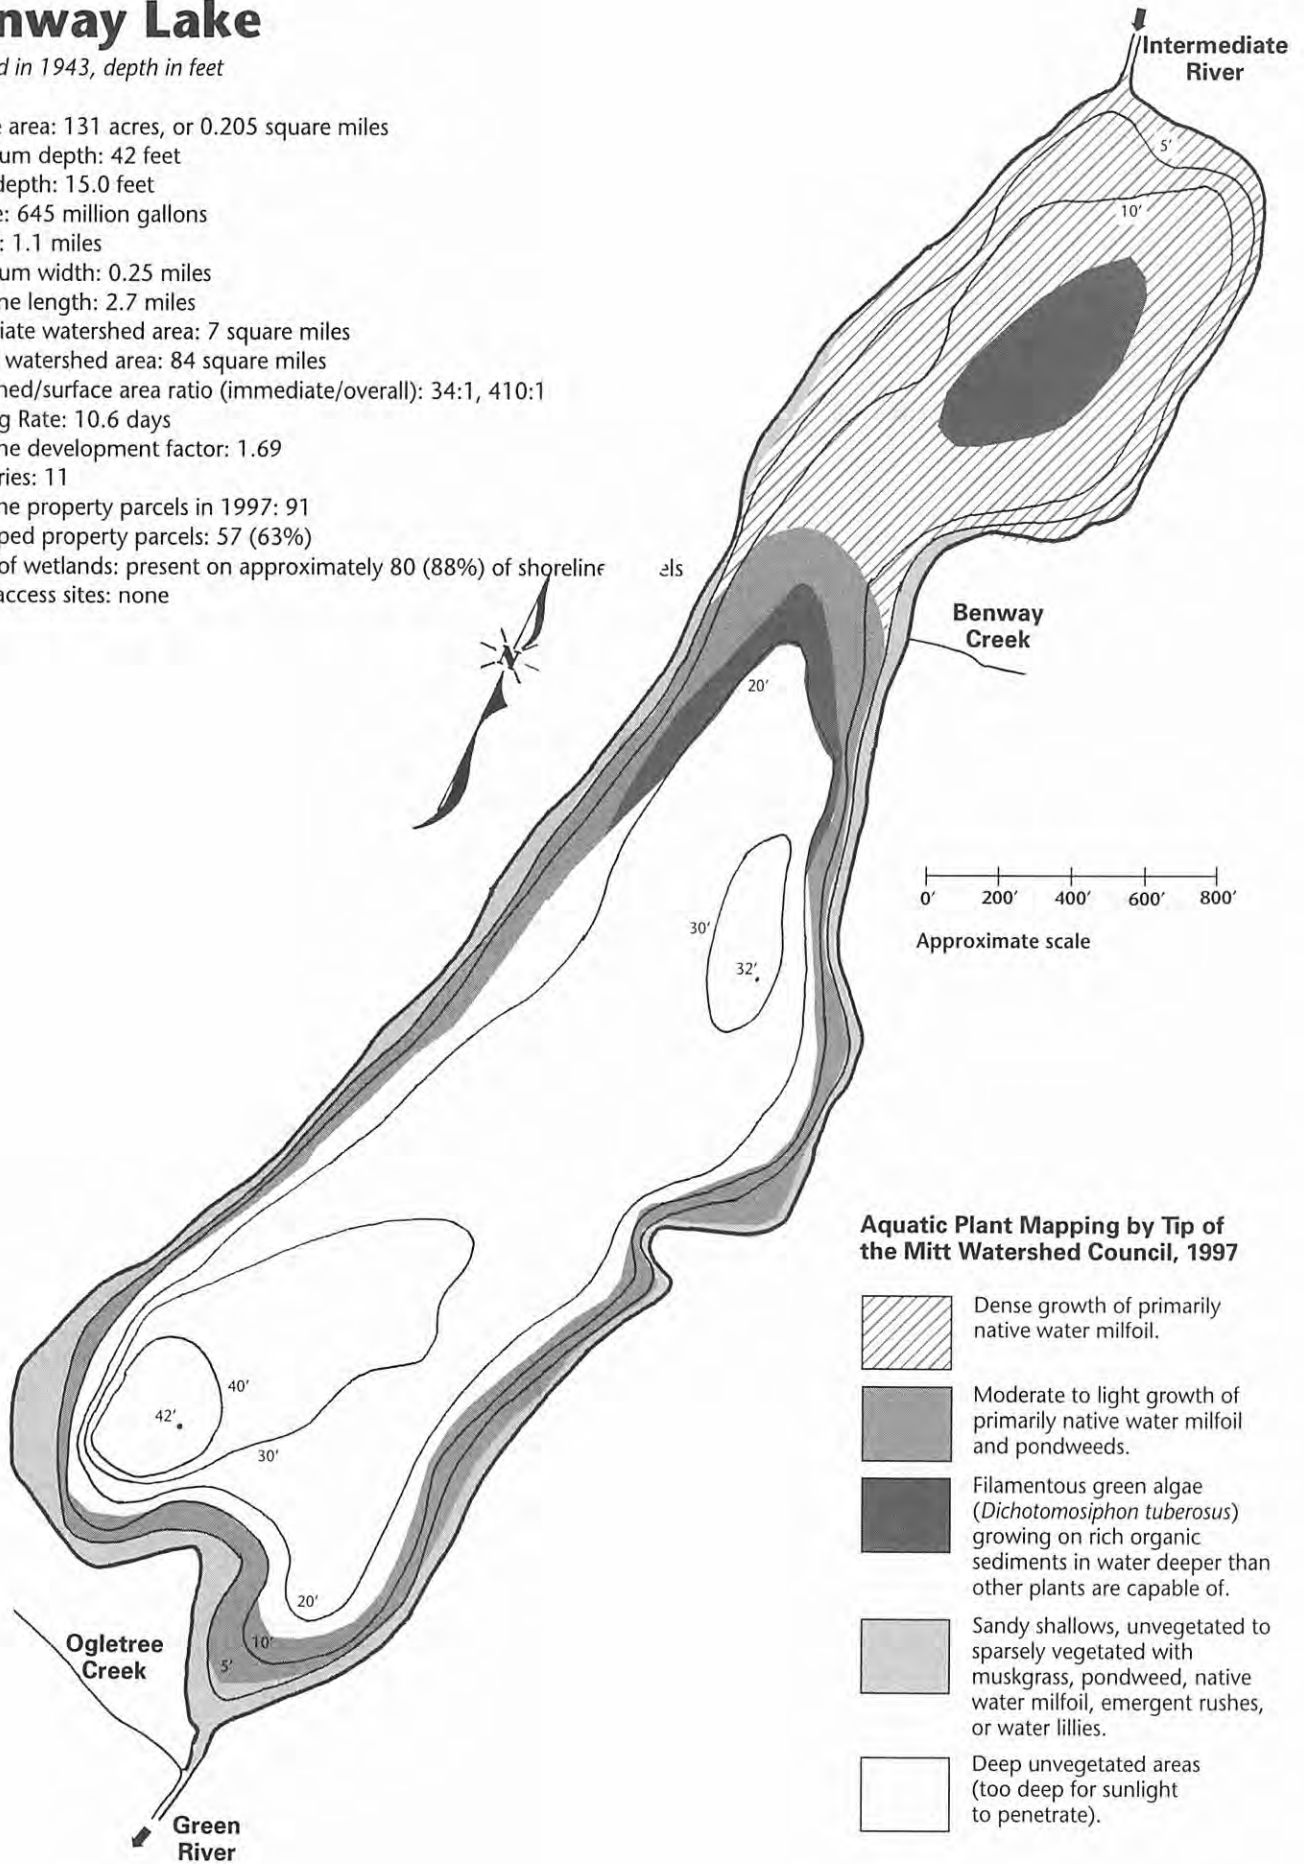 nway Lake
d in 1943, depth in feet
e area: 131 acres, or 0.205 square miles
um depth: 42 feet
depth: 15.0 feet
e: 645 million gallons
: 1.1 miles
um width: 0.25 miles
ne length: 2.7 miles
iate watershed area: 7 square miles
watershed area: 84 square miles
ned/surface area ratio (immediate/overall): 34:1, 410:1
g Rate: 10.6 days
ne development factor: 1.69
ries: 11
ne property parcels in 1997: 91
ped property parcels: 57 (63%)
of wetlands: present on approximately 80 (88%) of shoreline els
access sites: none
Intermediate
River
5'
10'
Benway
Creek
N
20'
30'
32'
0' 200' 400' 600' 800'
Approximate scale
40'
42'
30'
20'
10'
5'
Ogletree
Creek
Green
River
Aquatic Plant Mapping by Tip of
the Mitt Watershed Council, 1997
Dense growth of primarily
native water milfoil.
Moderate to light growth of
primarily native water milfoil
and pondweeds.
Filamentous green algae
(Dichotomosiphon tuberosus)
growing on rich organic
sediments in water deeper than
other plants are capable of.
Sandy shallows, unvegetated to
sparsely vegetated with
muskgrass, pondweed, native
water milfoil, emergent rushes,
or water lillies.
Deep unvegetated areas
(too deep for sunlight
to penetrate).